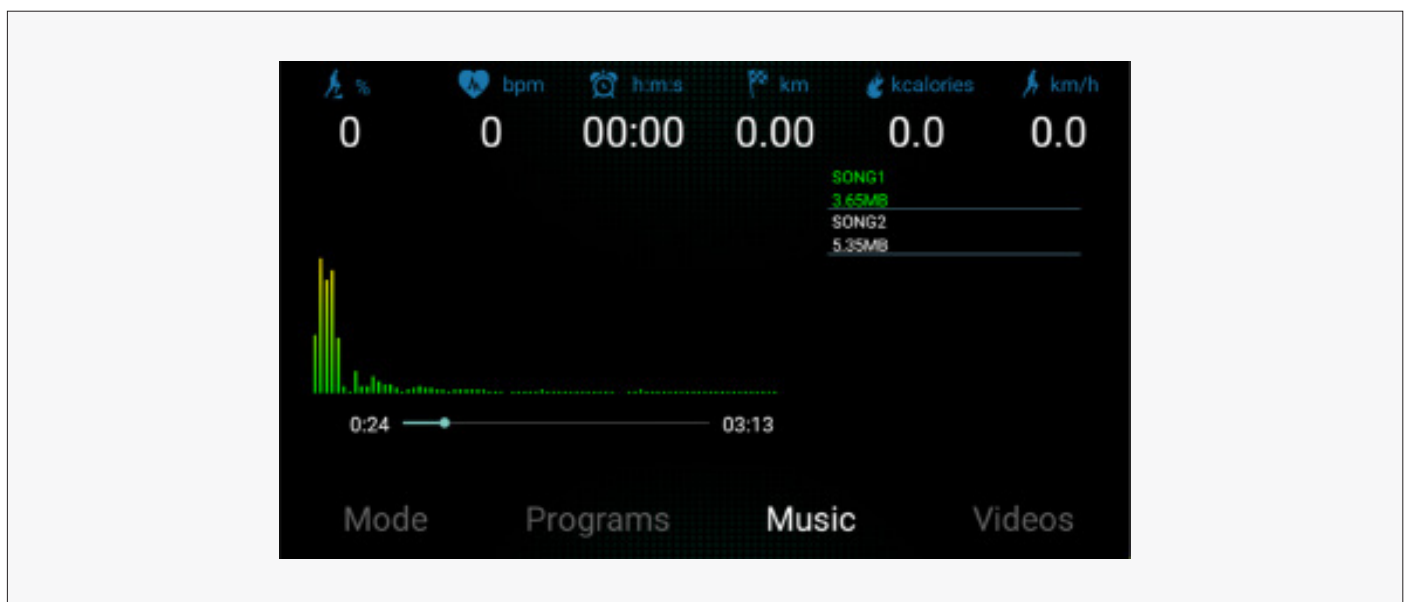 % bpm h:m:s km kcalories km/h
0 0 00:00 0.00 0.0 0.0
SONG1
3.65MB
SONG2
5.35MB
0:24 03:13
Mode Programs Music Videos